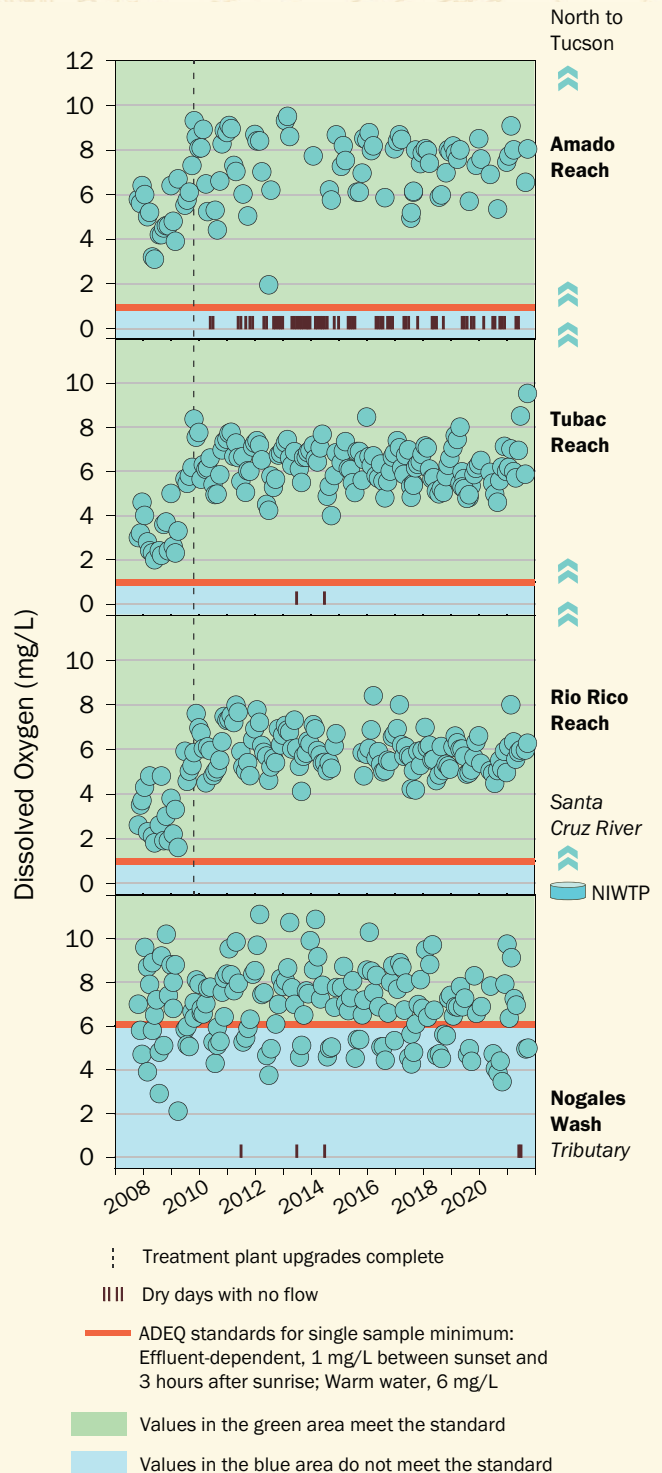 North to
Tucson
12
10
8
6
4
2
0
Amado
Reach
10
8
6
4
2
0
Tubac
Reach
Dissolved Oxygen (mg/L)
10
8
6
4
2
0
Rio Rico
Reach
Santa
Cruz River
NIWTP
10
8
6
4
2
0
Nogales
Wash
Tributary
2008 2010 2012 2014 2016 2018 2020
Treatment plant upgrades complete
Dry days with no flow
ADEQ standards for single sample minimum:
Effluent-dependent, 1 mg/L between sunset and
3 hours after sunrise; Warm water, 6 mg/L
Values in the green area meet the standard
Values in the blue area do not meet the standard